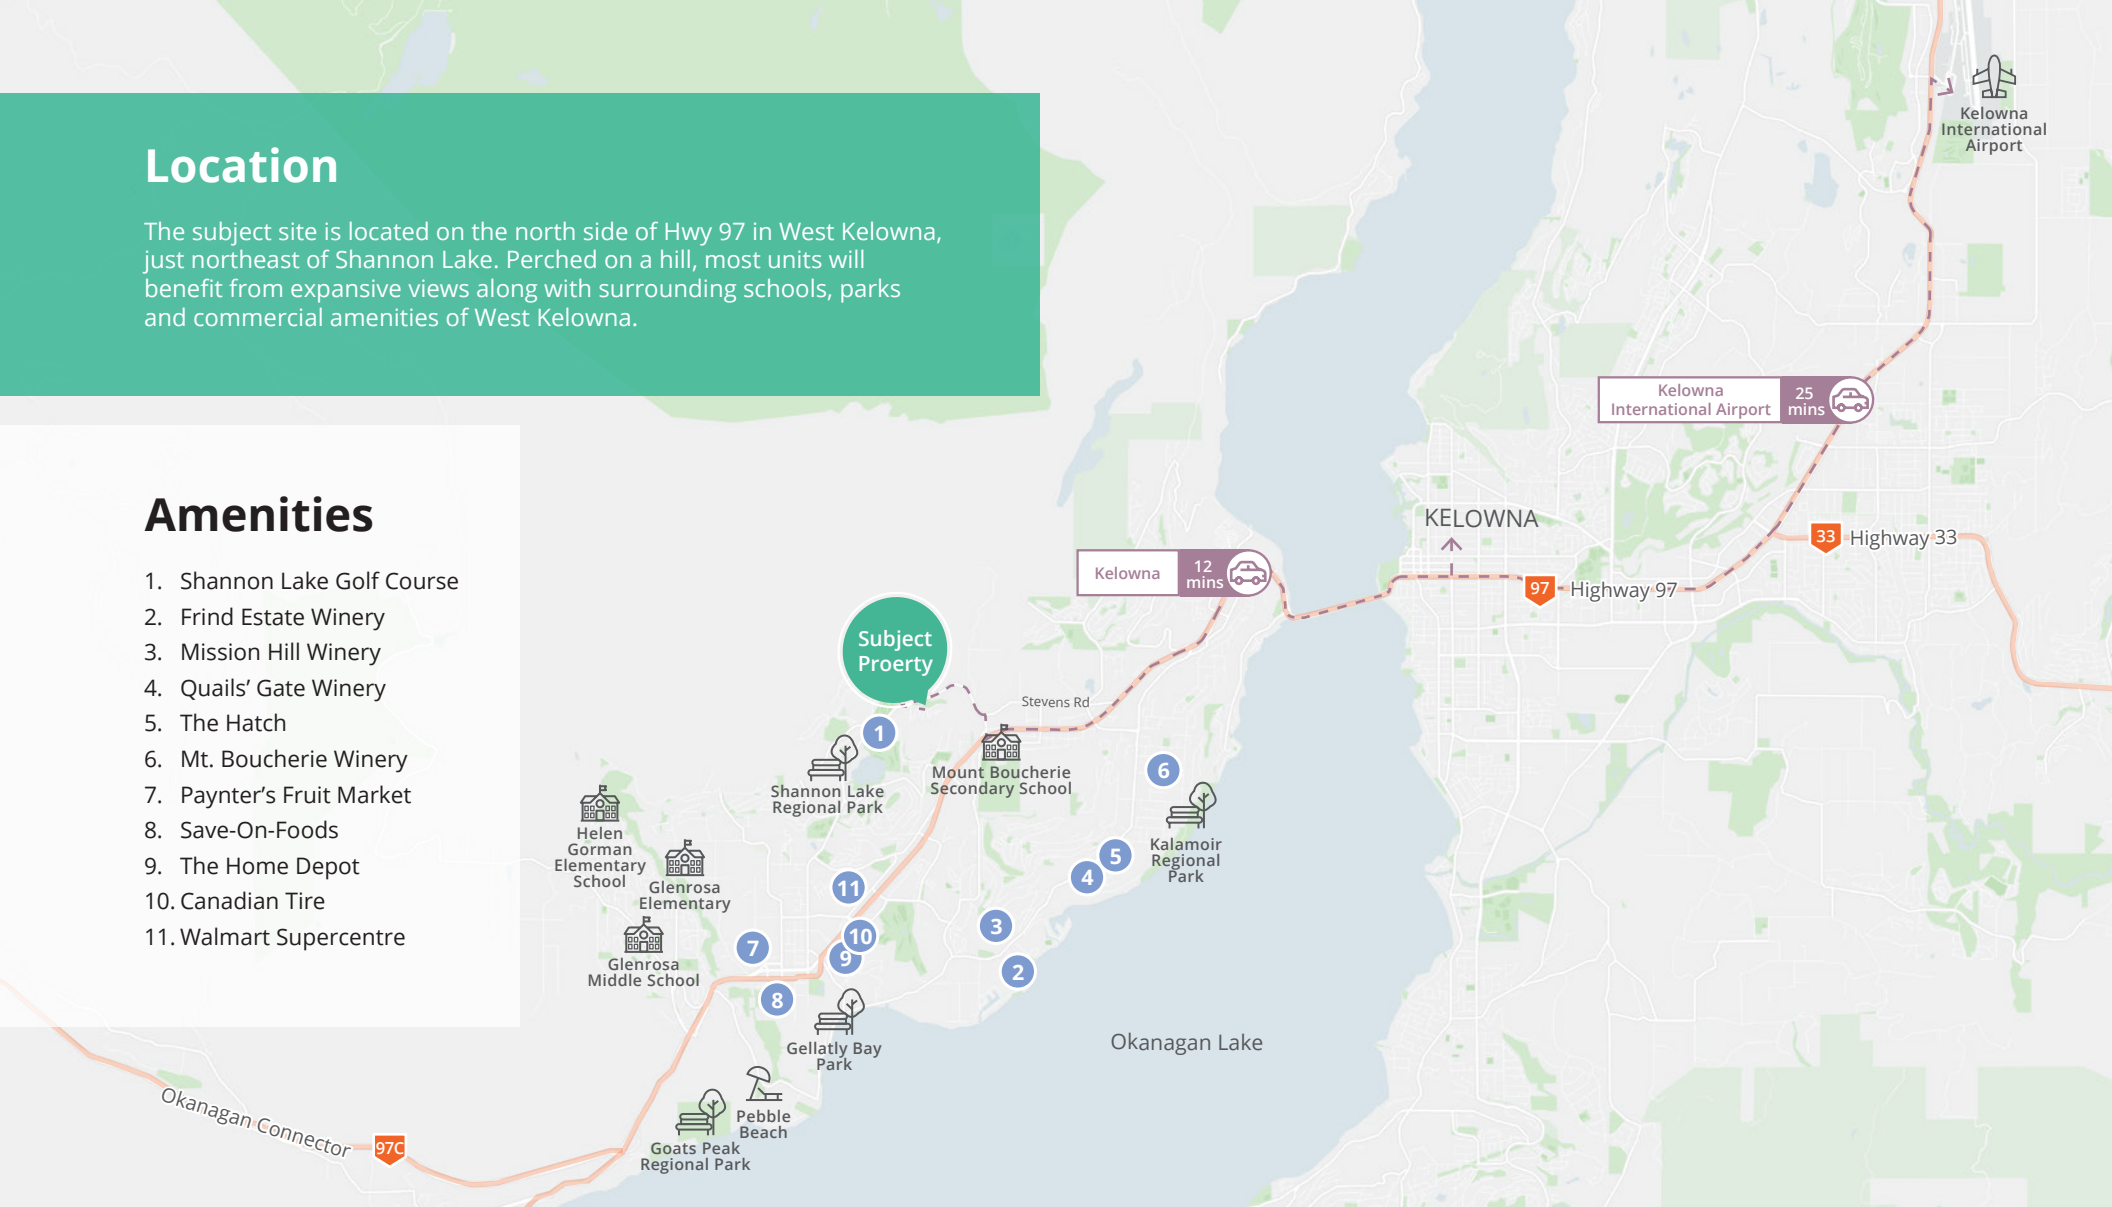 Location
The subject site is located on the north side of Hwy 97 in West Kelowna,
just northeast of Shannon Lake. Perched on a hill, most units will
benefit from expansive views along with surrounding schools, parks
and commercial amenities of West Kelowna.
Amenities
1. Shannon Lake Golf Course
2. Frind Estate Winery
3. Mission Hill Winery
4. Quails’ Gate Winery
5. The Hatch
6. Mt. Boucherie Winery
7. Paynter’s Fruit Market
8. Save-On-Foods
9. The Home Depot
10. Canadian Tire
11. Walmart Supercentre
Kelowna
International
Airport
Kelowna
International Airport
25
mins
KELOWNA
33
Highway 33
97
Highway 97
Kelowna
12
mins
Subject
Proerty
Stevens Rd
1
Shannon Lake
Regional Park
Mount Boucherie
Secondary School
6
Kalamoir
Regional
Park
5
4
Helen
Gorman
Elementary
School
Glenrosa
Elementary
Glenrosa
Middle School
11
10
9
7
8
3
2
Gellatly Bay
Park
Pebble
Beach
Goats Peak
Regional Park
Okanagan Lake
Okanagan Connector
97C